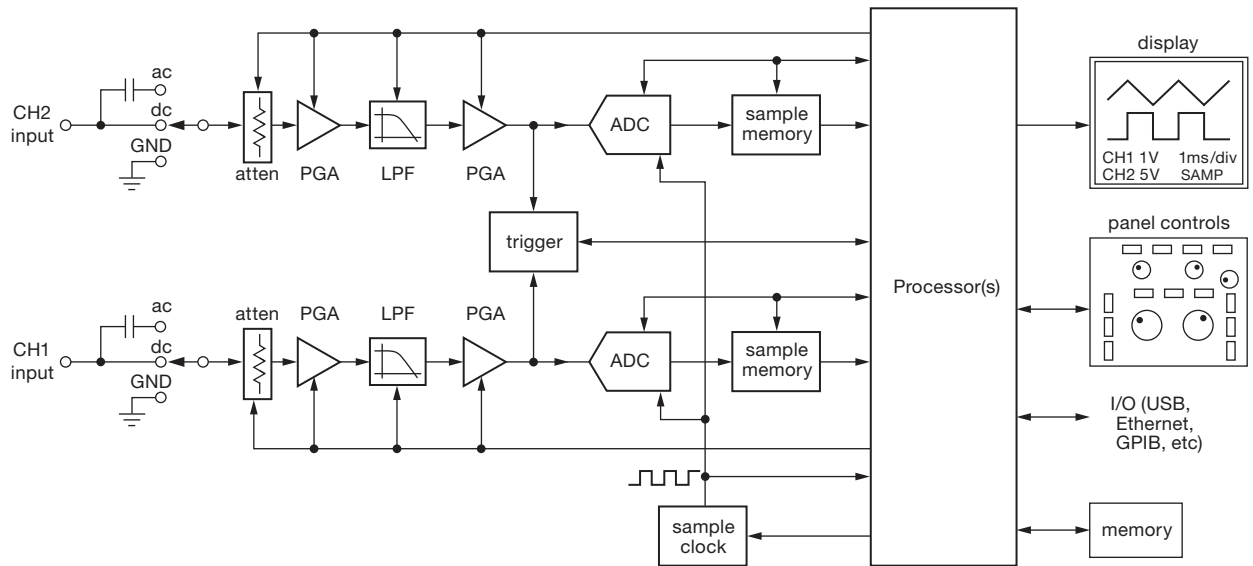 display
CH2
input
ac
dc
GND
atten
PGA
LPF
PGA
ADC
sample
memory
CH1 1V 1ms/div
CH2 5V SAMP
trigger
Processor(s)
panel controls
CH1
input
ac
dc
GND
atten
PGA
LPF
PGA
ADC
sample
memory
I/O (USB,
Ethernet,
GPIB, etc)
sample
clock
memory